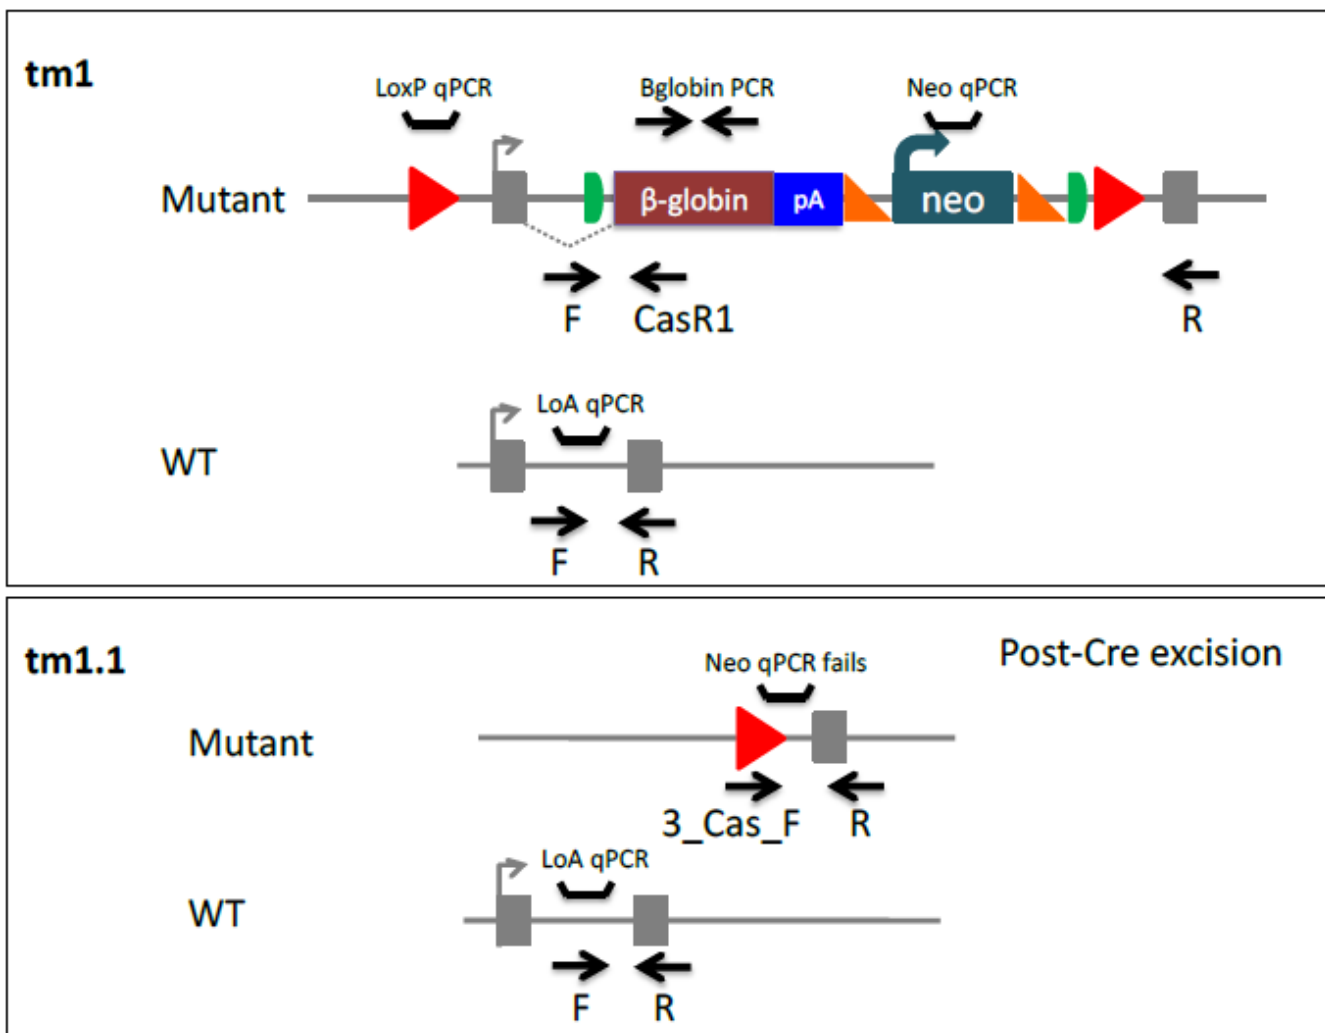 tm1
LoxP qPCR
Bglobin PCR
Neo qPCR
Mutant
β-globin
pA
neo
F
CasR1
R
LoA qPCR
WT
F
R
tm1.1
Neo qPCR fails
Post-Cre excision
Mutant
3_Cas_F
R
LoA qPCR
WT
F
R